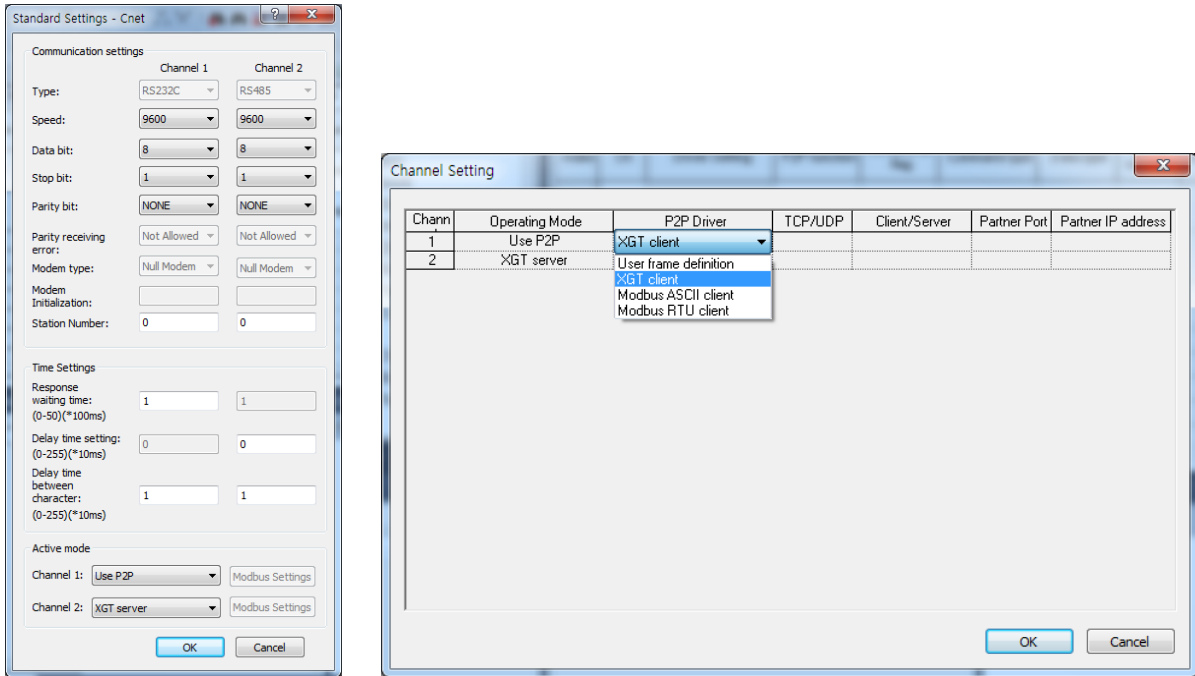 Standard Settings - Cnet
Communication settings
Channel 1 Channel 2
Type: RS232C RS485
Speed: 9600 9600
Data bit: 8 8
Stop bit: 1 1
Parity bit: NONE NONE
Parity receiving
error: Not Allowed Not Allowed
Modem type: Null Modem Null Modem
Modem
Initialization:
Station Number: 0 0
Time Settings
Response
waiting time: 1 1
(0-50)(*100ms)
Delay time setting: 0 0
(0-255)(*10ms)
Delay time
between
character: 1 1
(0-255)(*10ms)
Active mode
Channel 1: Use P2P Modbus Settings
Channel 2: XGT server Modbus Settings
OK Cancel
Channel Setting
Chann Operating Mode P2P Driver TCP/UDP Client/Server Partner Port Partner IP address
1 Use P2P XGT client
2 XGT server
User frame definition
XGT client
Modbus ASCII client
Modbus RTU client
OK Cancel